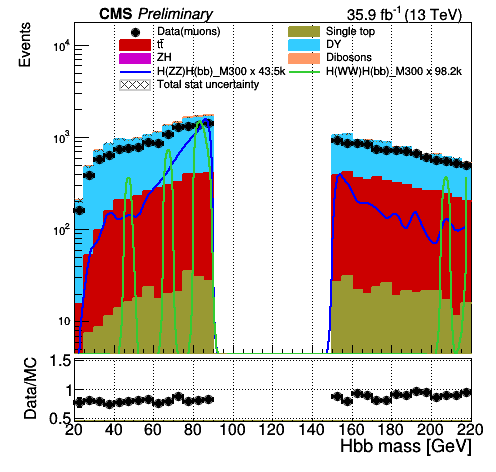 CMS Preliminary 35.9 fb⁻¹ (13 TeV)
Events
Data(muons) Single top
tt̄ DY
ZH Dibosons
H(ZZ)H(bb)_M300 x 43.5k H(WW)H(bb)_M300 x 98.2k
Total stat uncertainty
10⁴
10³
10²
10
Data/MC
1.5
1
0.5
20 40 60 80 100 120 140 160 180 200 220
Hbb mass [GeV]